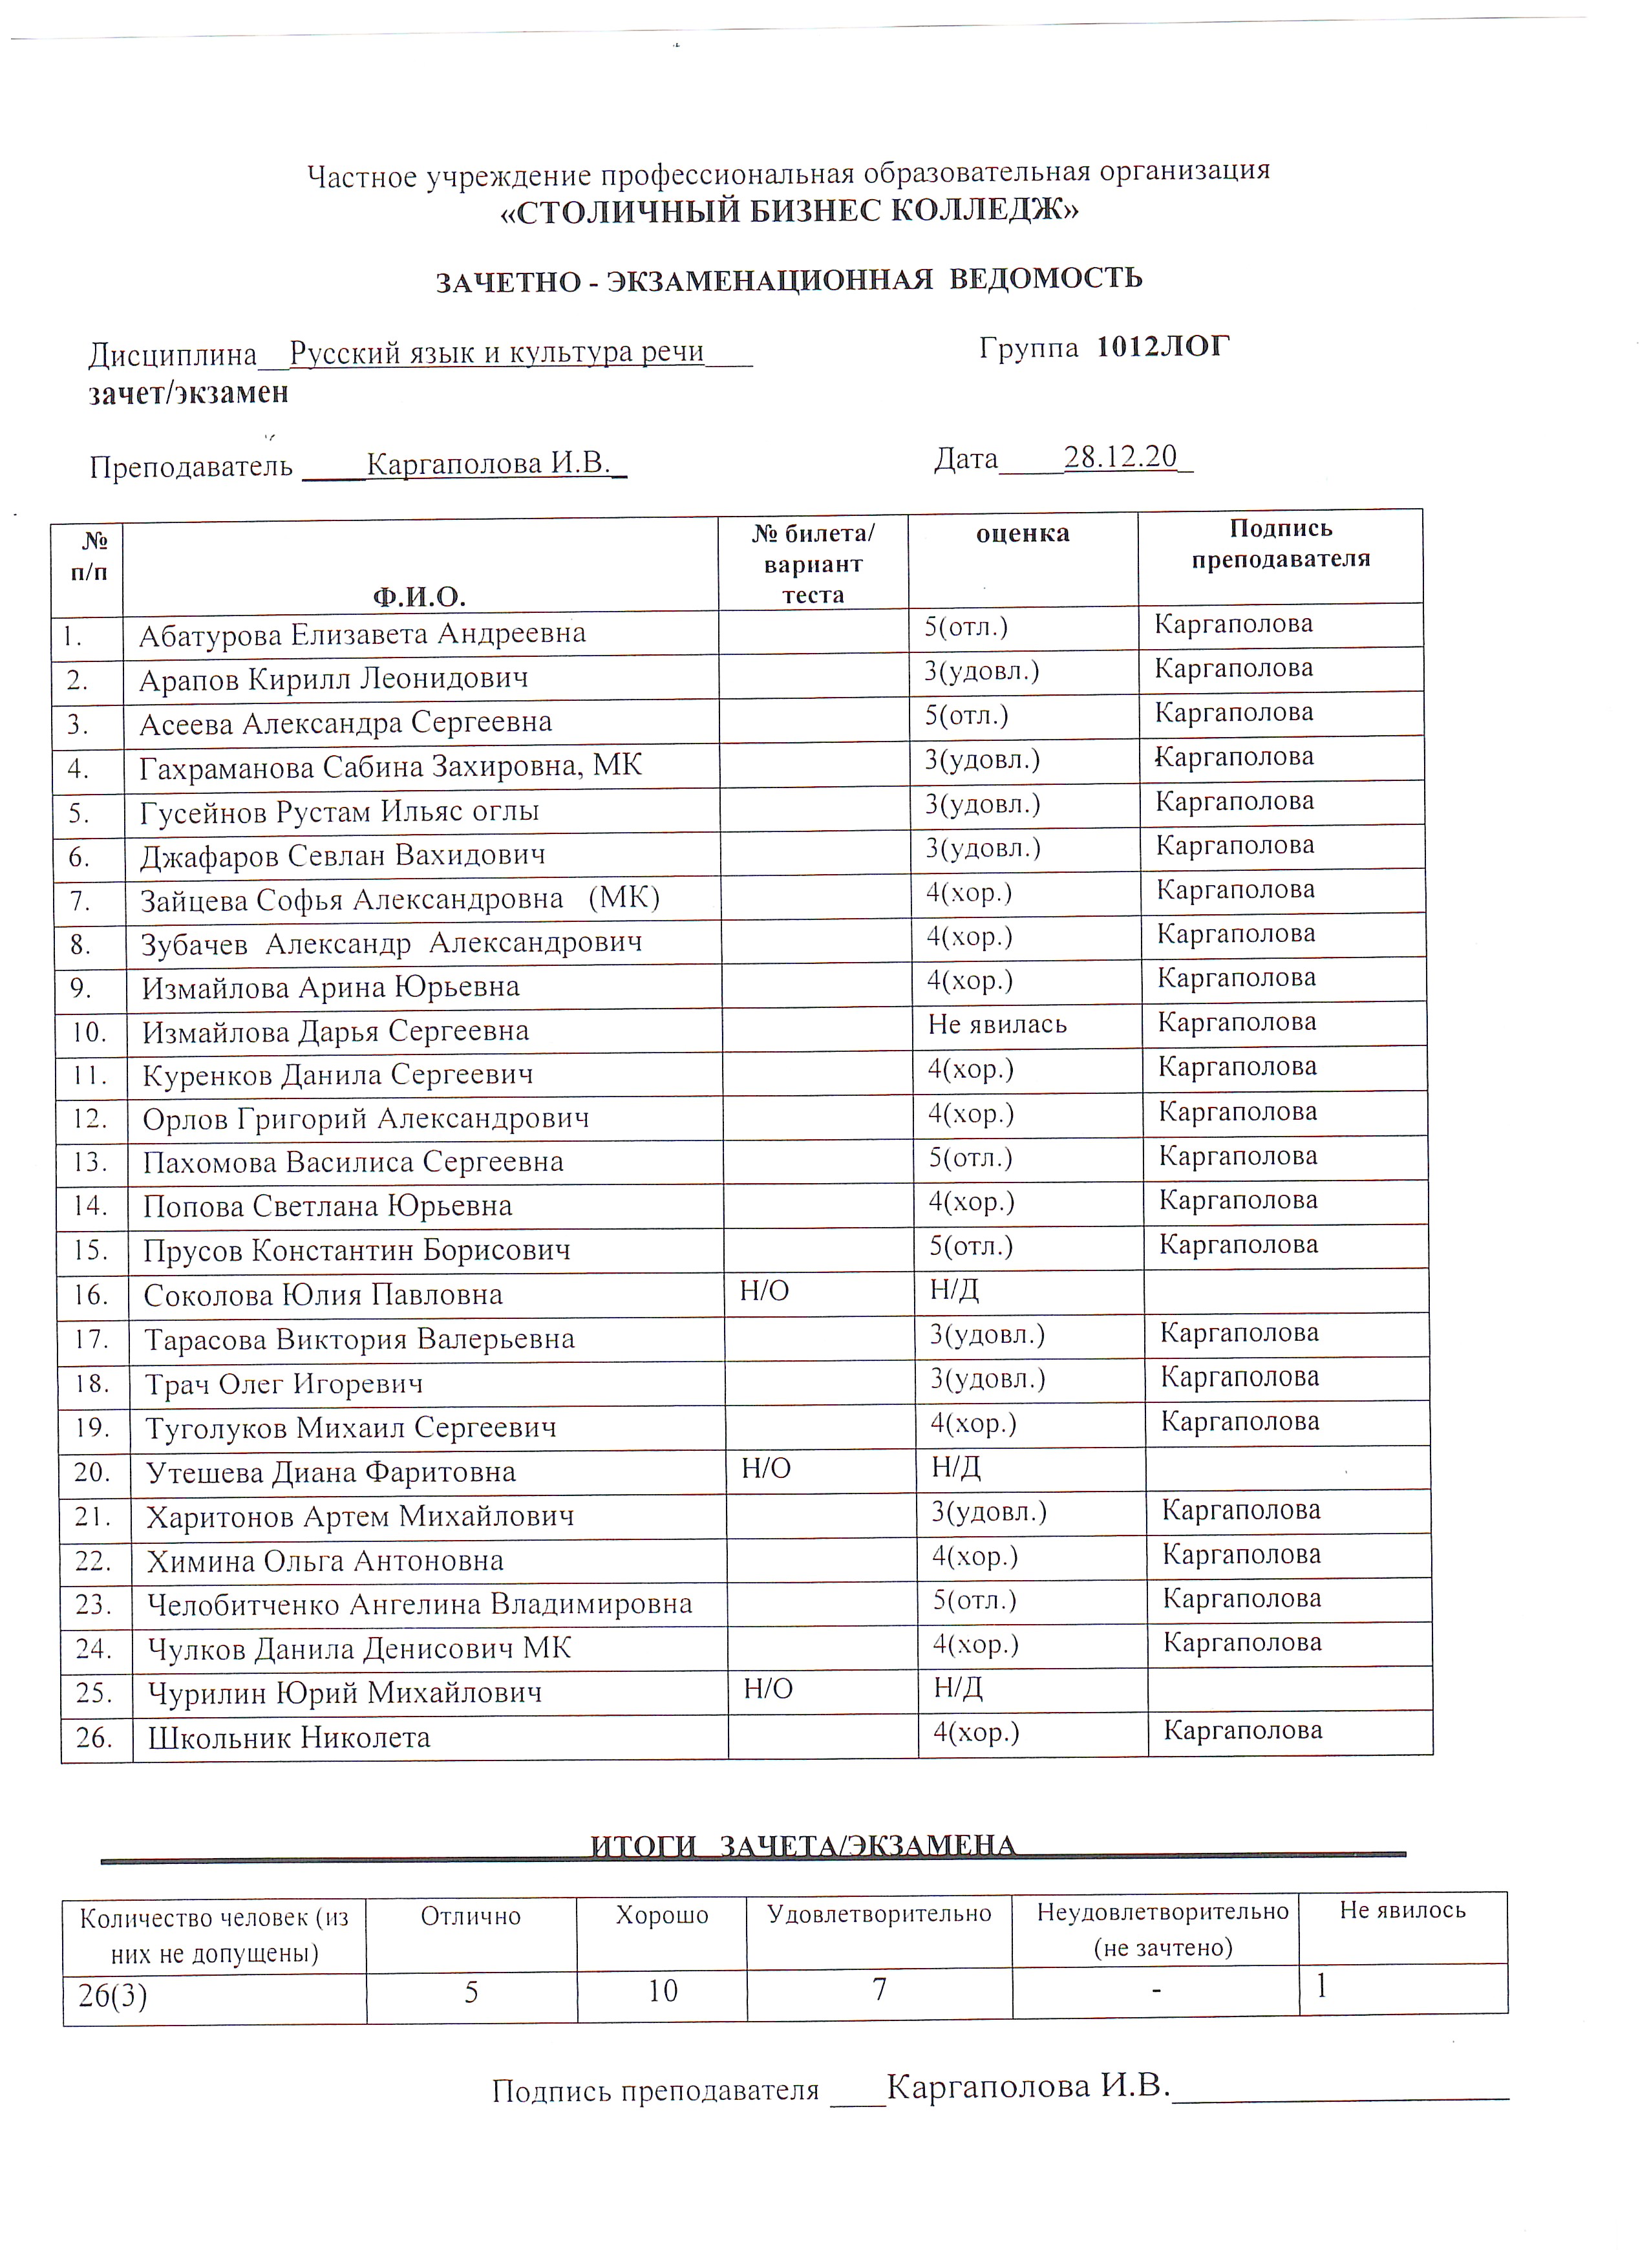 Частное учреждение профессиональная образовательная организация
«СТОЛИЧНЫЙ БИЗНЕС КОЛЛЕДЖ»
ЗАЧЕТНО - ЭКЗАМЕНАЦИОННАЯ ВЕДОМОСТЬ
Дисциплина__Русский язык и культура речи___ Группа 1012ЛОГ
зачет/экзамен
Преподаватель ____Каргаполова И.В._ Дата____28.12.20_
№ п/п Ф.И.О. № билета/ вариант теста оценка Подпись преподавателя
1. Абатурова Елизавета Андреевна 5(отл.) Каргаполова
2. Арапов Кирилл Леонидович 3(удовл.) Каргаполова
3. Асеева Александра Сергеевна 5(отл.) Каргаполова
4. Гахраманова Сабина Захировна, МК 3(удовл.) Каргаполова
5. Гусейнов Рустам Ильяс оглы 3(удовл.) Каргаполова
6. Джафаров Севлан Вахидович 3(удовл.) Каргаполова
7. Зайцева Софья Александровна (МК) 4(хор.) Каргаполова
8. Зубачев Александр Александрович 4(хор.) Каргаполова
9. Измайлова Арина Юрьевна 4(хор.) Каргаполова
10. Измайлова Дарья Сергеевна Не явилась Каргаполова
11. Куренков Данила Сергеевич 4(хор.) Каргаполова
12. Орлов Григорий Александрович 4(хор.) Каргаполова
13. Пахомова Василиса Сергеевна 5(отл.) Каргаполова
14. Попова Светлана Юрьевна 4(хор.) Каргаполова
15. Прусов Константин Борисович 5(отл.) Каргаполова
16. Соколова Юлия Павловна Н/О Н/Д
17. Тарасова Виктория Валерьевна 3(удовл.) Каргаполова
18. Трач Олег Игоревич 3(удовл.) Каргаполова
19. Туголуков Михаил Сергеевич 4(хор.) Каргаполова
20. Утешева Диана Фаритовна Н/О Н/Д
21. Харитонов Артем Михайлович 3(удовл.) Каргаполова
22. Химина Ольга Антоновна 4(хор.) Каргаполова
23. Челобитченко Ангелина Владимировна 5(отл.) Каргаполова
24. Чулков Данила Денисович МК 4(хор.) Каргаполова
25. Чурилин Юрий Михайлович Н/О Н/Д
26. Школьник Николета 4(хор.) Каргаполова
ИТОГИ ЗАЧЕТА/ЭКЗАМЕНА
Количество человек (из них не допущены) Отлично Хорошо Удовлетворительно Неудовлетворительно (не зачтено) Не явилось
26(3) 5 10 7 - 1
Подпись преподавателя ____Каргаполова И.В.____________________